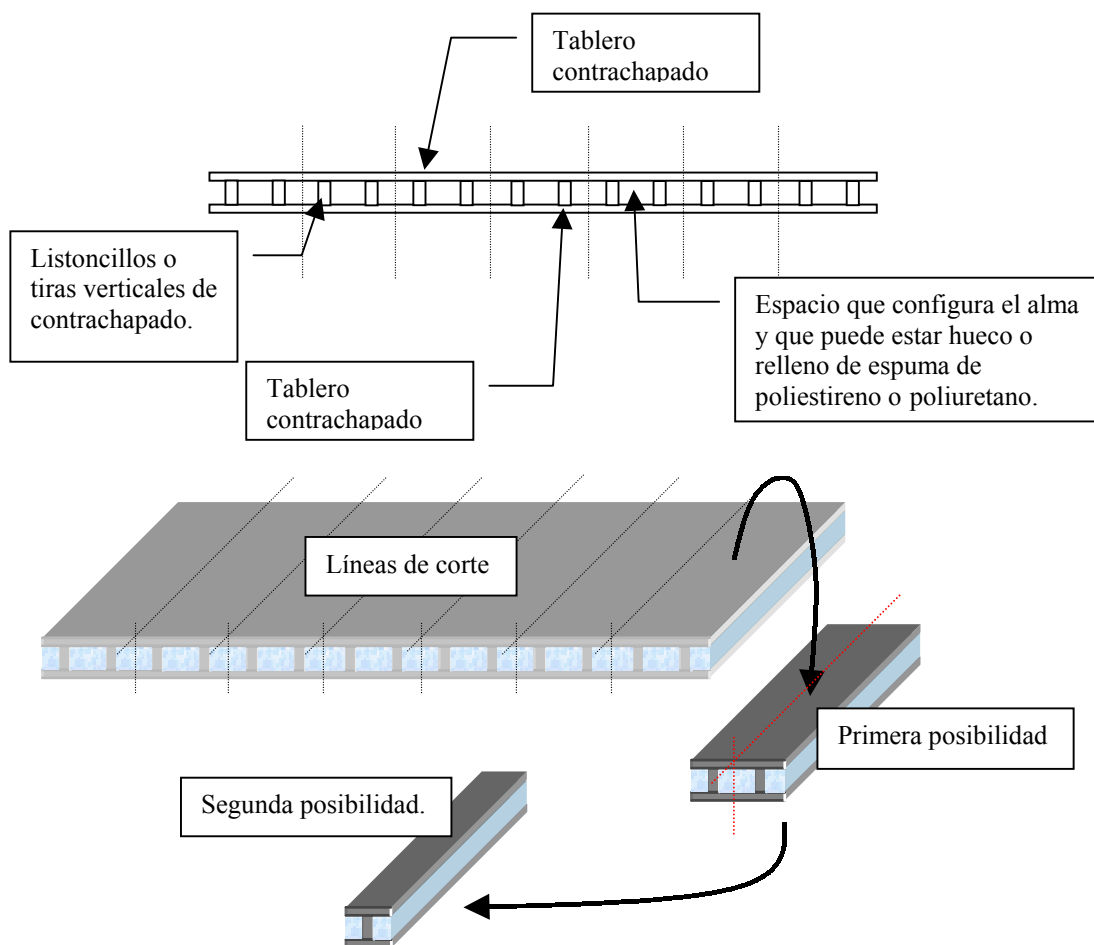 Tablero
contrachapado
Listoncillos o
tiras verticales de
contrachapado.
Espacio que configura el alma
y que puede estar hueco o
relleno de espuma de
poliestireno o poliuretano.
Tablero
contrachapado
Líneas de corte
Primera posibilidad
Segunda posibilidad.